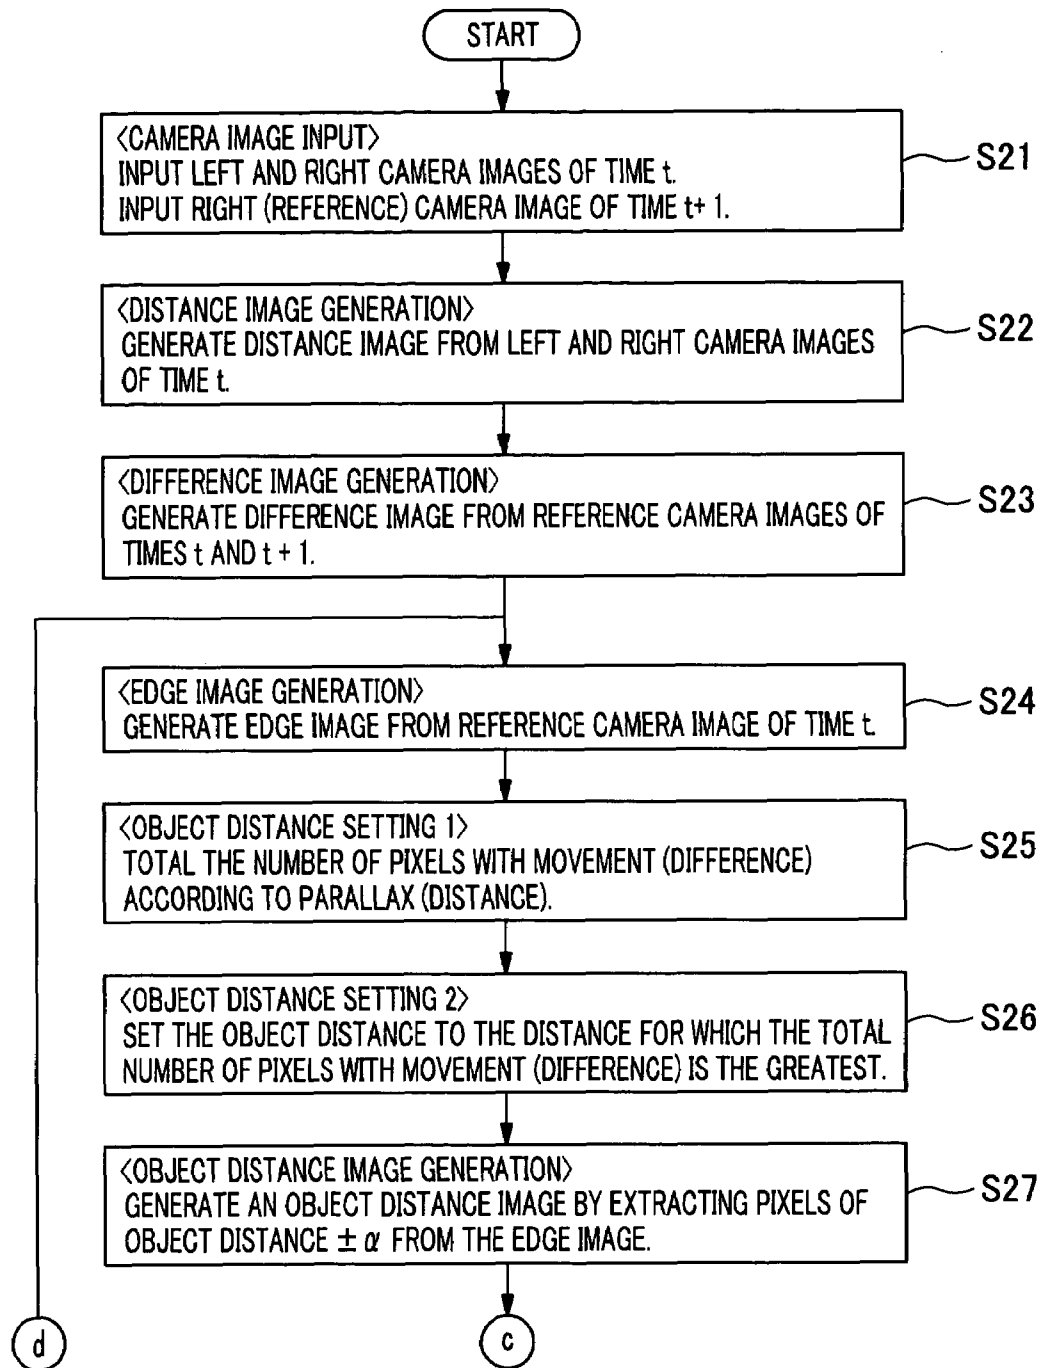 START
<CAMERA IMAGE INPUT>
INPUT LEFT AND RIGHT CAMERA IMAGES OF TIME t.
INPUT RIGHT (REFERENCE) CAMERA IMAGE OF TIME t+ 1.
S21
<DISTANCE IMAGE GENERATION>
GENERATE DISTANCE IMAGE FROM LEFT AND RIGHT CAMERA IMAGES
OF TIME t.
S22
<DIFFERENCE IMAGE GENERATION>
GENERATE DIFFERENCE IMAGE FROM REFERENCE CAMERA IMAGES OF
TIMES t AND t + 1.
S23
<EDGE IMAGE GENERATION>
GENERATE EDGE IMAGE FROM REFERENCE CAMERA IMAGE OF TIME t.
S24
<OBJECT DISTANCE SETTING 1>
TOTAL THE NUMBER OF PIXELS WITH MOVEMENT (DIFFERENCE)
ACCORDING TO PARALLAX (DISTANCE).
S25
<OBJECT DISTANCE SETTING 2>
SET THE OBJECT DISTANCE TO THE DISTANCE FOR WHICH THE TOTAL
NUMBER OF PIXELS WITH MOVEMENT (DIFFERENCE) IS THE GREATEST.
S26
<OBJECT DISTANCE IMAGE GENERATION>
GENERATE AN OBJECT DISTANCE IMAGE BY EXTRACTING PIXELS OF
OBJECT DISTANCE ± α FROM THE EDGE IMAGE.
S27
d
c